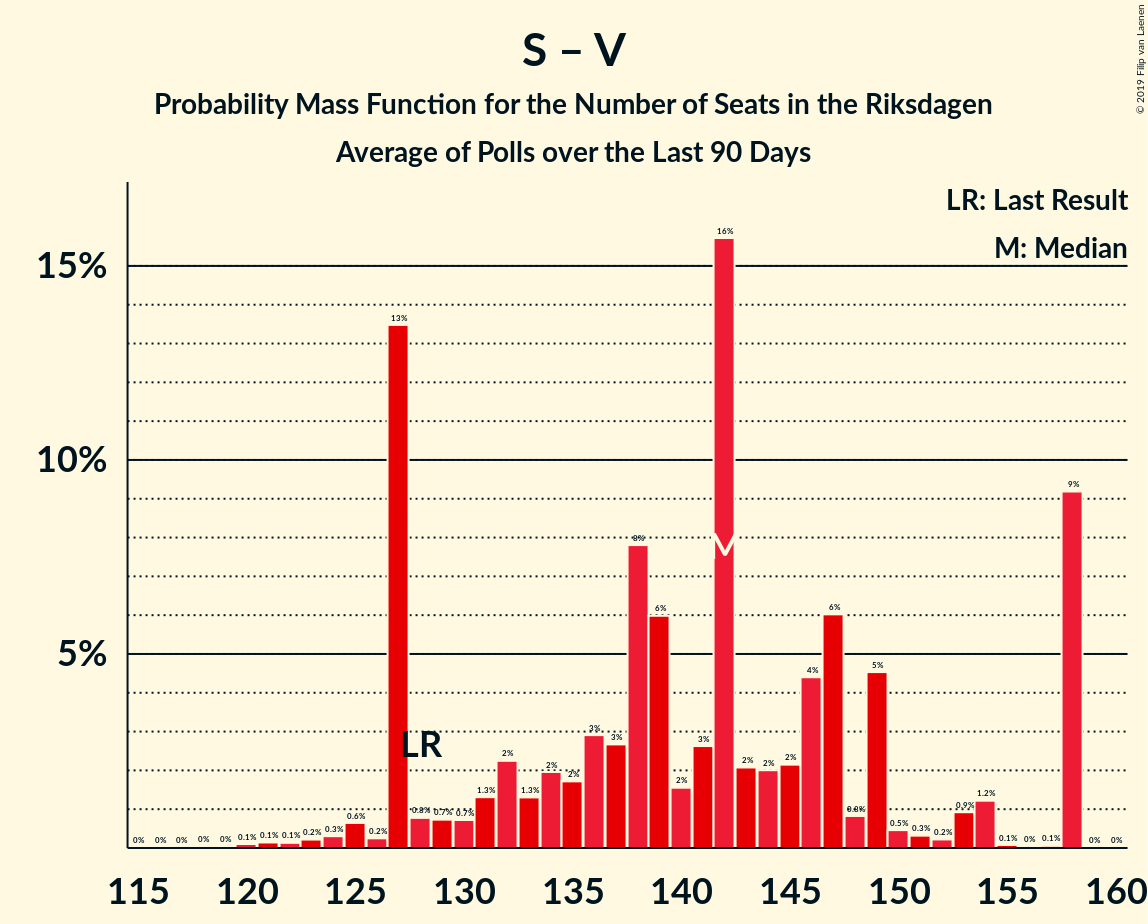 S – V
Probability Mass Function for the Number of Seats in the Riksdagen
Average of Polls over the Last 90 Days
© 2019 Filip van Laenen
LR: Last Result
M: Median
15%
10%
5%
0% 0% 0% 0% 0% 0.1% 0.1% 0.1% 0.2% 0.3% 0.6% 0.2% 13% 0.8% 0.7% 0.7% 1.3% 2% 1.3% 2% 2% 3% 3% 8% 6% 2% 3% 16% 2% 2% 2% 4% 6% 0.8% 5% 0.5% 0.3% 0.2% 0.9% 1.2% 0.1% 0% 0.1% 9% 0% 0%
LR
115 120 125 130 135 140 145 150 155 160